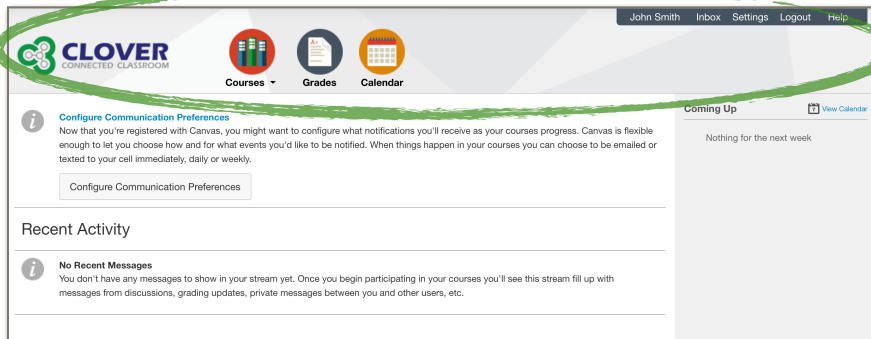 John Smith Inbox Settings Logout Help
CLOVER
CONNECTED CLASSROOM
A+
Courses Grades Calendar
Configure Communication Preferences
Now that you're registered with Canvas, you might want to configure what notifications you'll receive as your courses progress. Canvas is flexible
enough to let you choose how and for what events you'd like to be notified. When things happen in your courses you can choose to be emailed or
texted to your cell immediately, daily or weekly.
Configure Communication Preferences
Recent Activity
No Recent Messages
You don't have any messages to show in your stream yet. Once you begin participating in your courses you'll see this stream fill up with
messages from discussions, grading updates, private messages between you and other users, etc.
Coming Up
View Calendar
Nothing for the next week